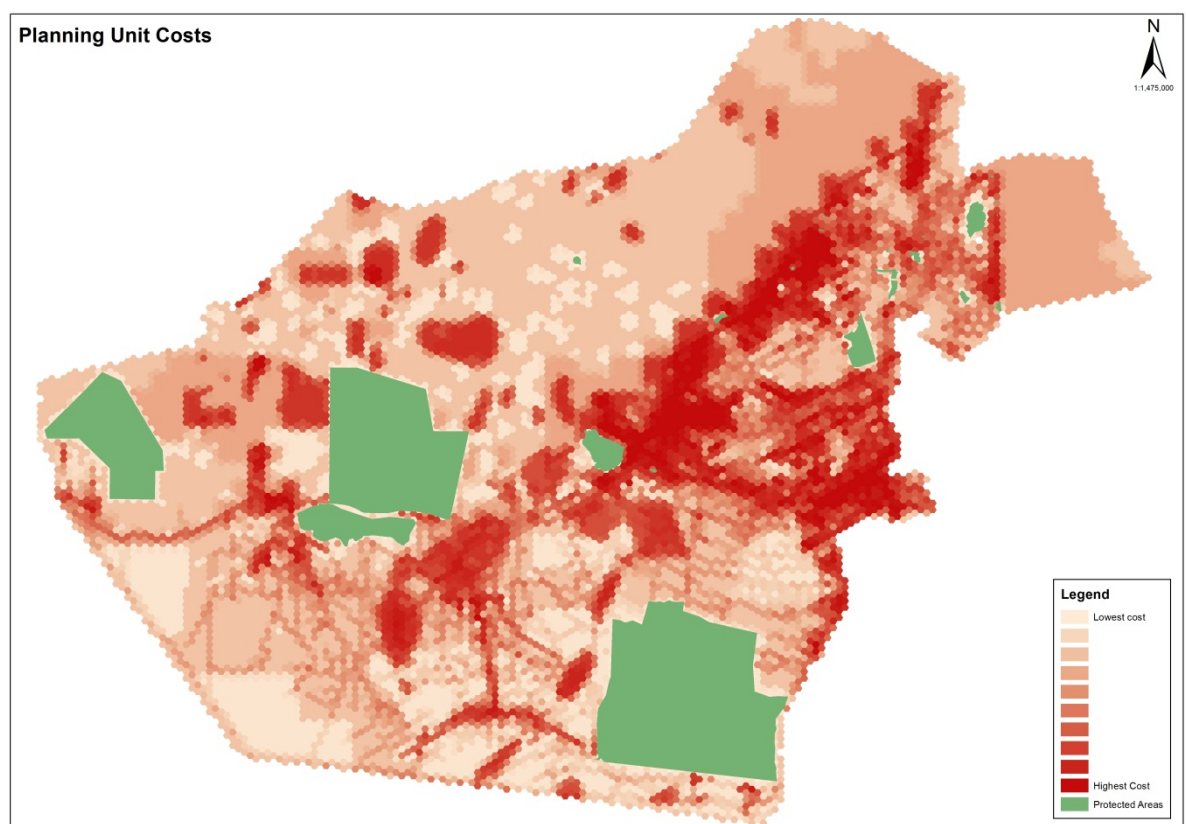 Planning Unit Costs
N
1:1,475,000
Legend
Lowest cost
Highest Cost
Protected Areas